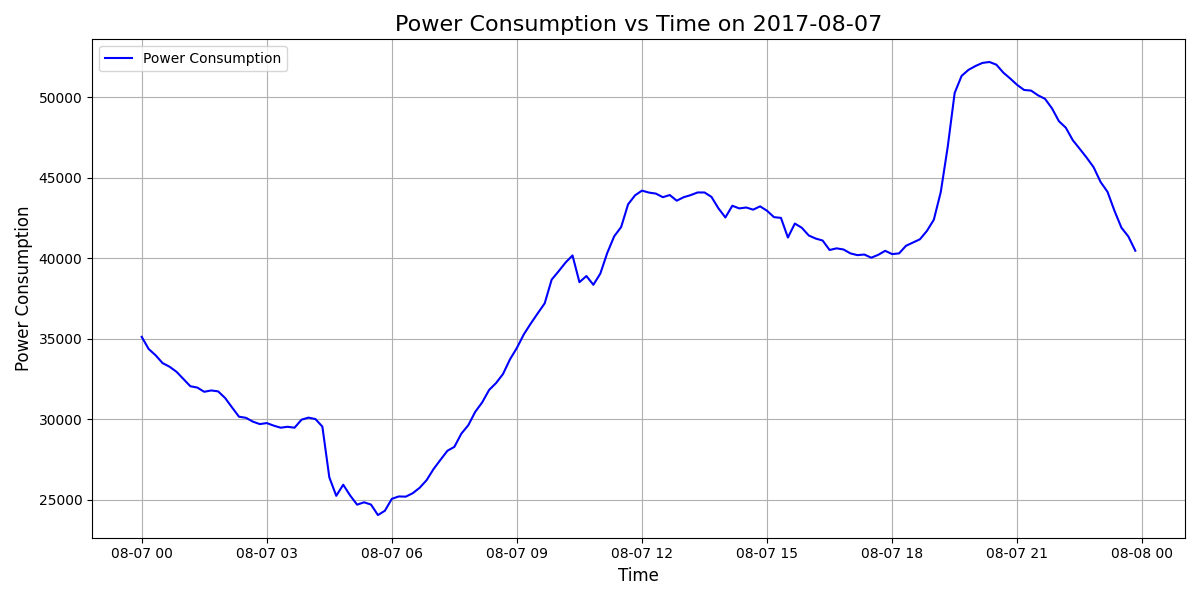 Power Consumption vs Time on 2017-08-07
Power Consumption
Power Consumption
50000
45000
40000
35000
30000
25000
08-07 00 08-07 03 08-07 06 08-07 09 08-07 12 08-07 15 08-07 18 08-07 21 08-08 00
Time